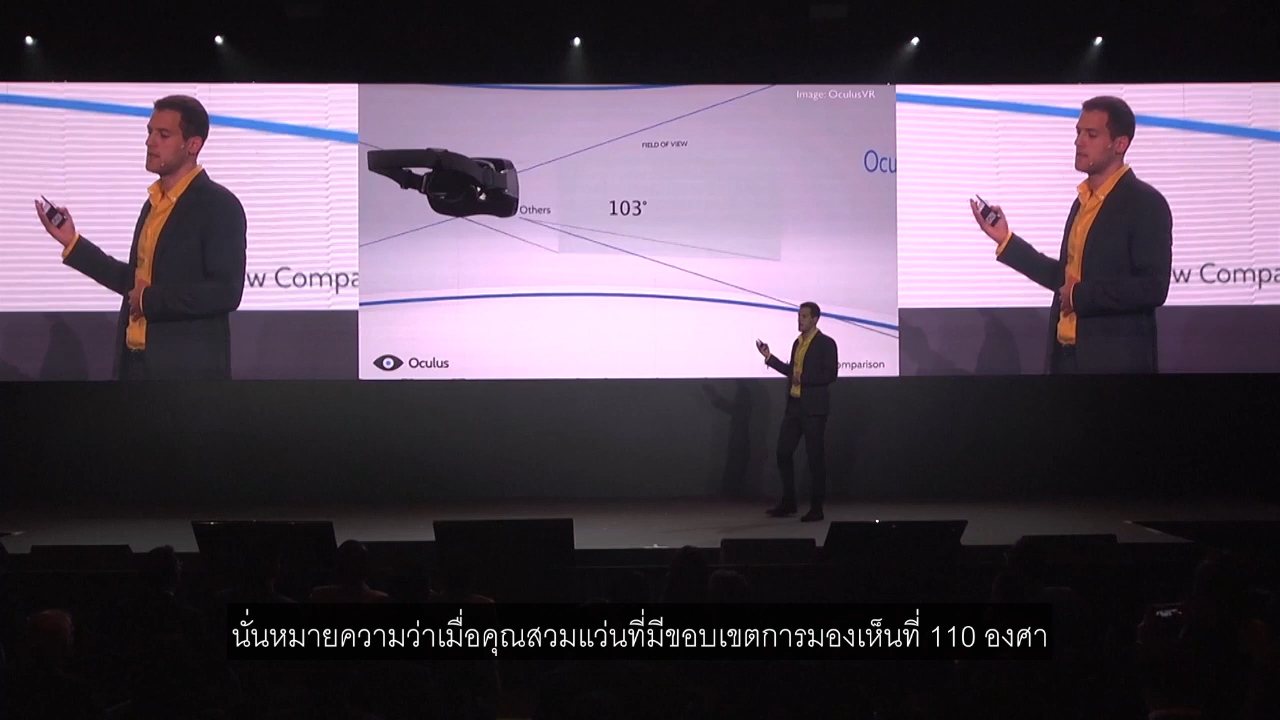 Image: OculusVR
FIELD OF VIEW
Ocu
Others
103°
w Compa
w Compa
Oculus
omparison
นั่นหมายความว่าเมื่อคุณสวมแว่นที่มีขอบเขตการมองเห็นที่ 110 องศา